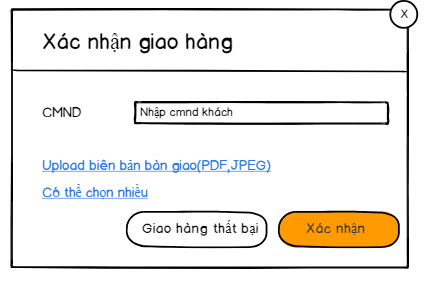 X
Xác nhận giao hàng
CMND
Nhập cmnd khách
Upload biên bản bàn giao(PDF,JPEG)
Có thể chọn nhiều
Giao hàng thất bại
Xác nhận